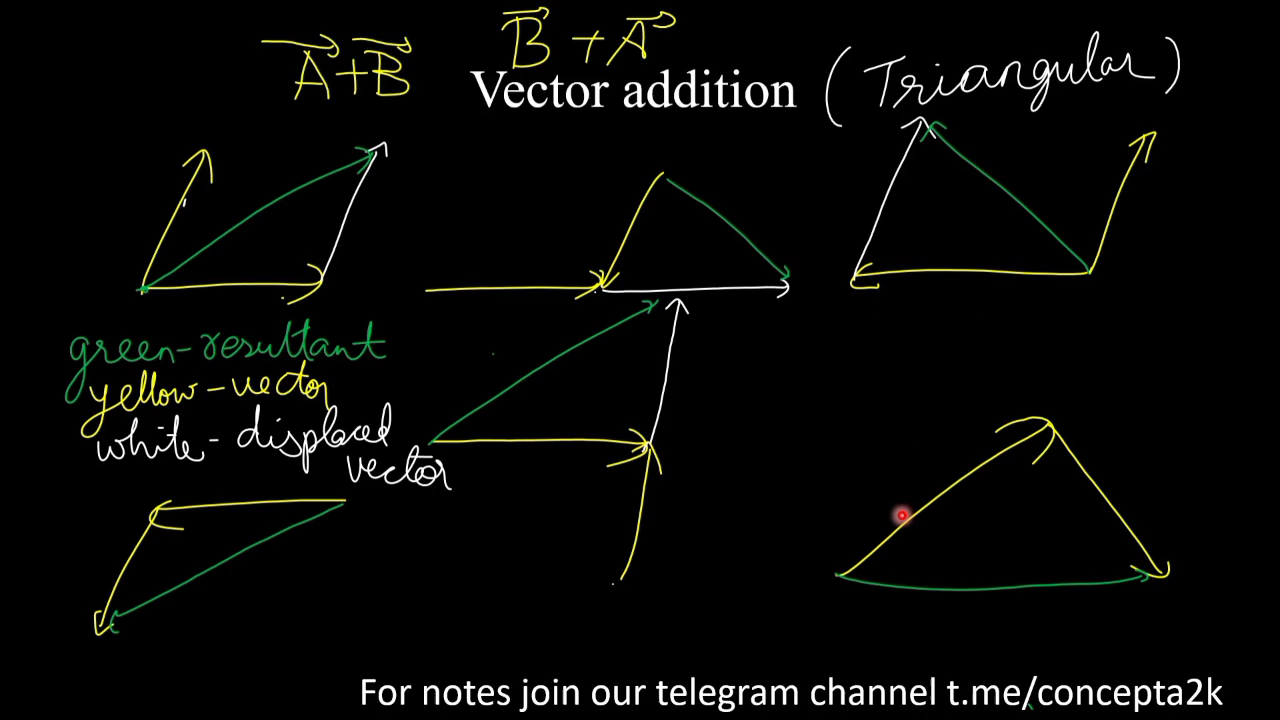 A+B
B+A
Vector addition (Triangular)
green-resultant
yellow-vector
white-displaced
vector
For notes join our telegram channel t.me/concepta2k